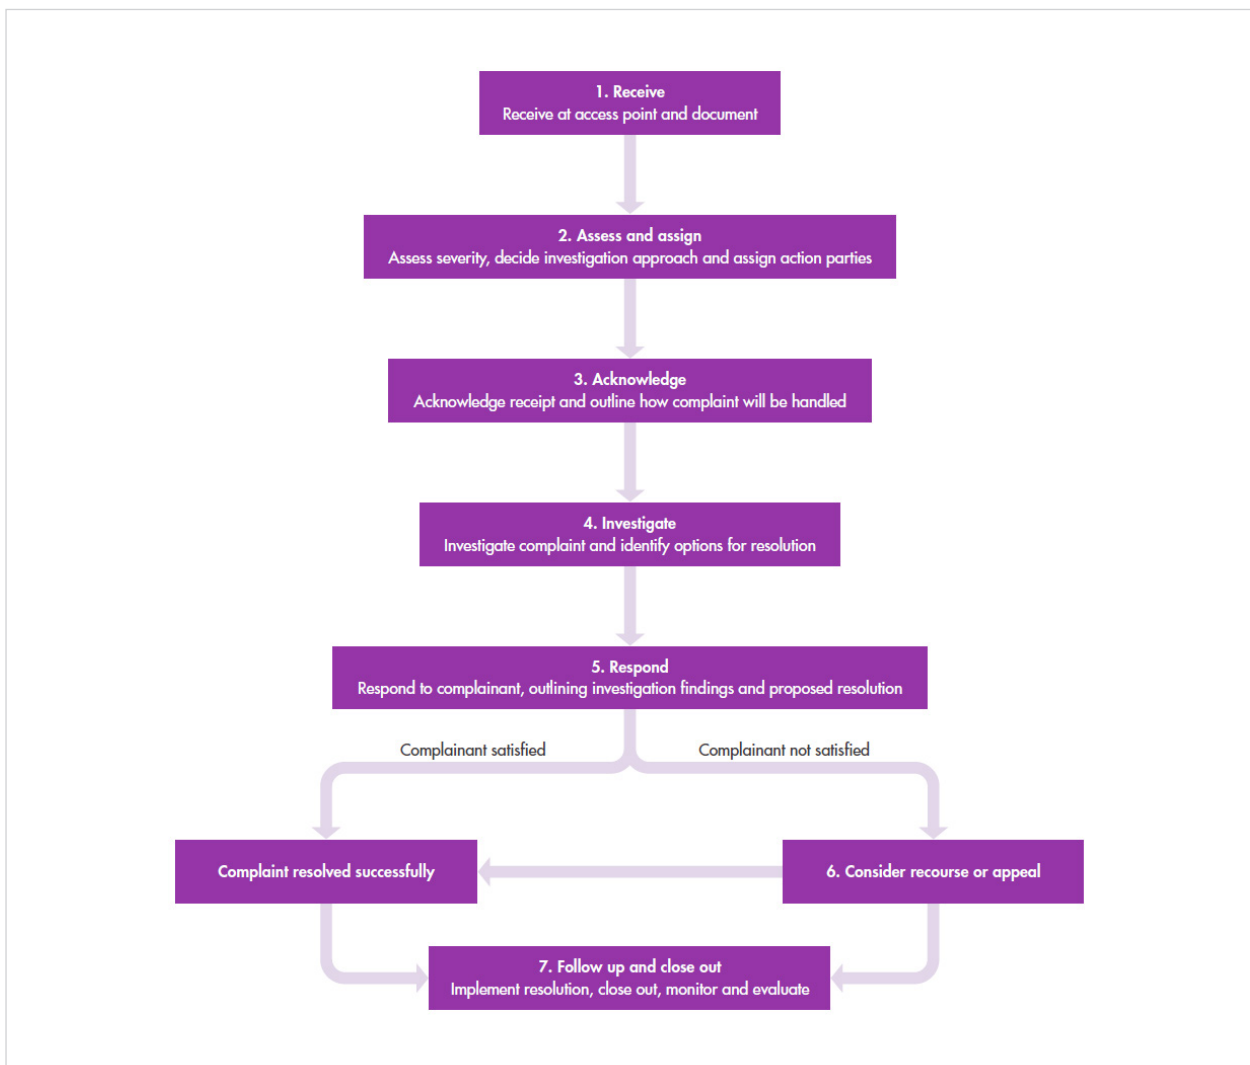 1. Receive
Receive at access point and document
2. Assess and assign
Assess severity, decide investigation approach and assign action parties
3. Acknowledge
Acknowledge receipt and outline how complaint will be handled
4. Investigate
Investigate complaint and identify options for resolution
5. Respond
Respond to complainant, outlining investigation findings and proposed resolution
Complainant satisfied
Complainant not satisfied
Complaint resolved successfully
6. Consider recourse or appeal
7. Follow up and close out
Implement resolution, close out, monitor and evaluate